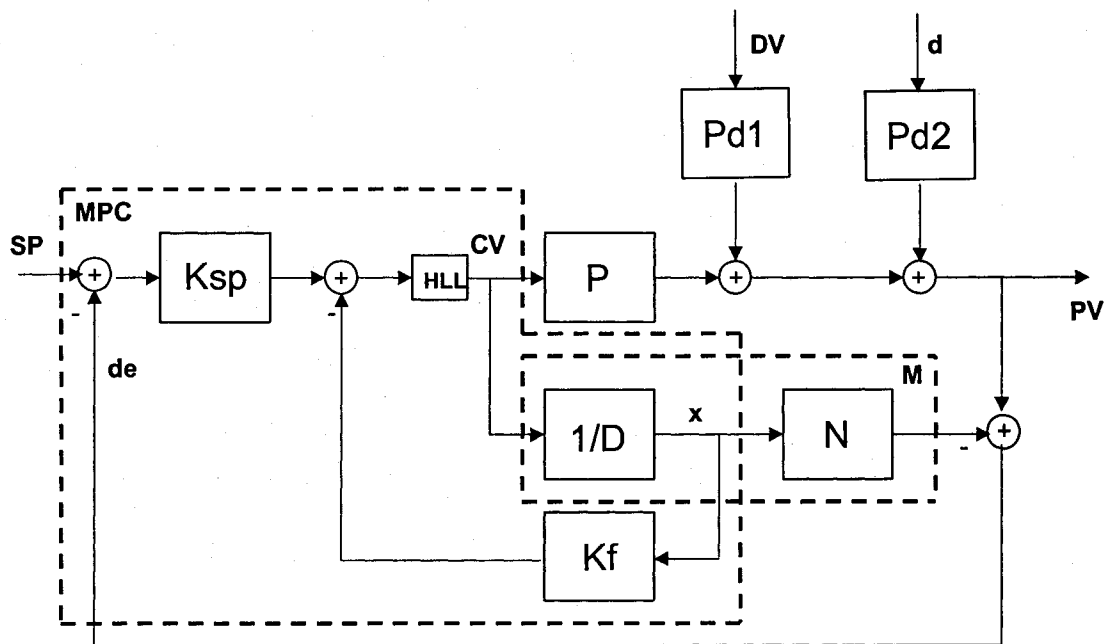 DV
d
Pd1
Pd2
MPC
SP
+
Ksp
+
HLL
CV
P
+
+
PV
-
-
de
M
1/D
x
N
-
+
Kf